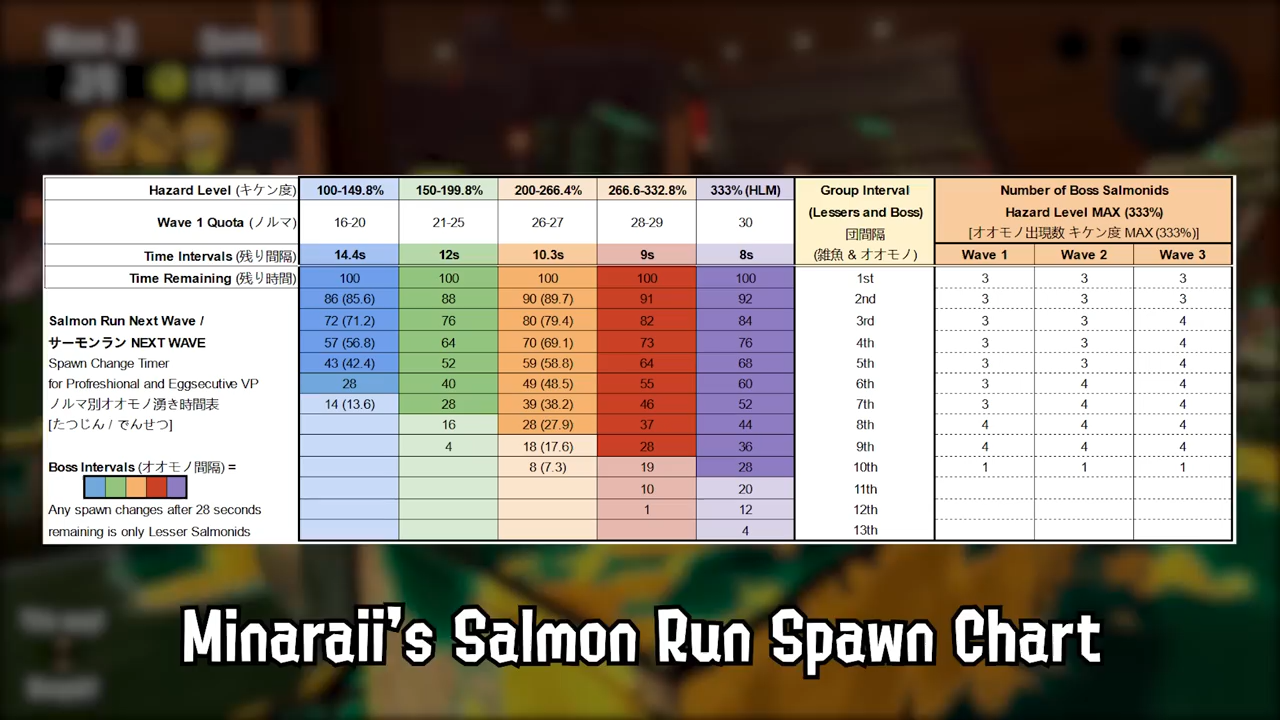 Hazard Level (キケン度) 100-149.8% 150-199.8% 200-266.4% 266.6-332.8% 333% (HLM) Group Interval Number of Boss Salmonids
(Lessers and Boss) Hazard Level MAX (333%)
Wave 1 Quota (ノルマ) 16-20 21-25 26-27 28-29 30
団間隔 [オオモノ出現数 キケン度 MAX (333%)]
Time Intervals (残り間隔) 14.4s 12s 10.3s 9s 8s (雑魚 & オオモノ) Wave 1 Wave 2 Wave 3
Time Remaining (残り時間) 100 100 100 100 100 1st 3 3 3
86 (85.6) 88 90 (89.7) 91 92 2nd 3 3 3
Salmon Run Next Wave / 72 (71.2) 76 80 (79.4) 82 84 3rd 3 3 4
サーモンラン NEXT WAVE 57 (56.8) 64 70 (69.1) 73 76 4th 3 3 4
Spawn Change Timer 43 (42.4) 52 59 (58.8) 64 68 5th 3 3 4
for Profreshional and Eggsecutive VP 28 40 49 (48.5) 55 60 6th 3 4 4
ノルマ別オオモノ湧き時間表 14 (13.6) 28 39 (38.2) 46 52 7th 3 4 4
[たつじん / でんせつ] 16 28 (27.9) 37 44 8th 4 4 4
4 18 (17.6) 28 36 9th 4 4 4
Boss Intervals (オオモノ間隔) = 8 (7.3) 19 28 10th 1 1 1
10 20 11th
Any spawn changes after 28 seconds 1 12 12th
remaining is only Lesser Salmonids 4 13th
Minaraii's Salmon Run Spawn Chart